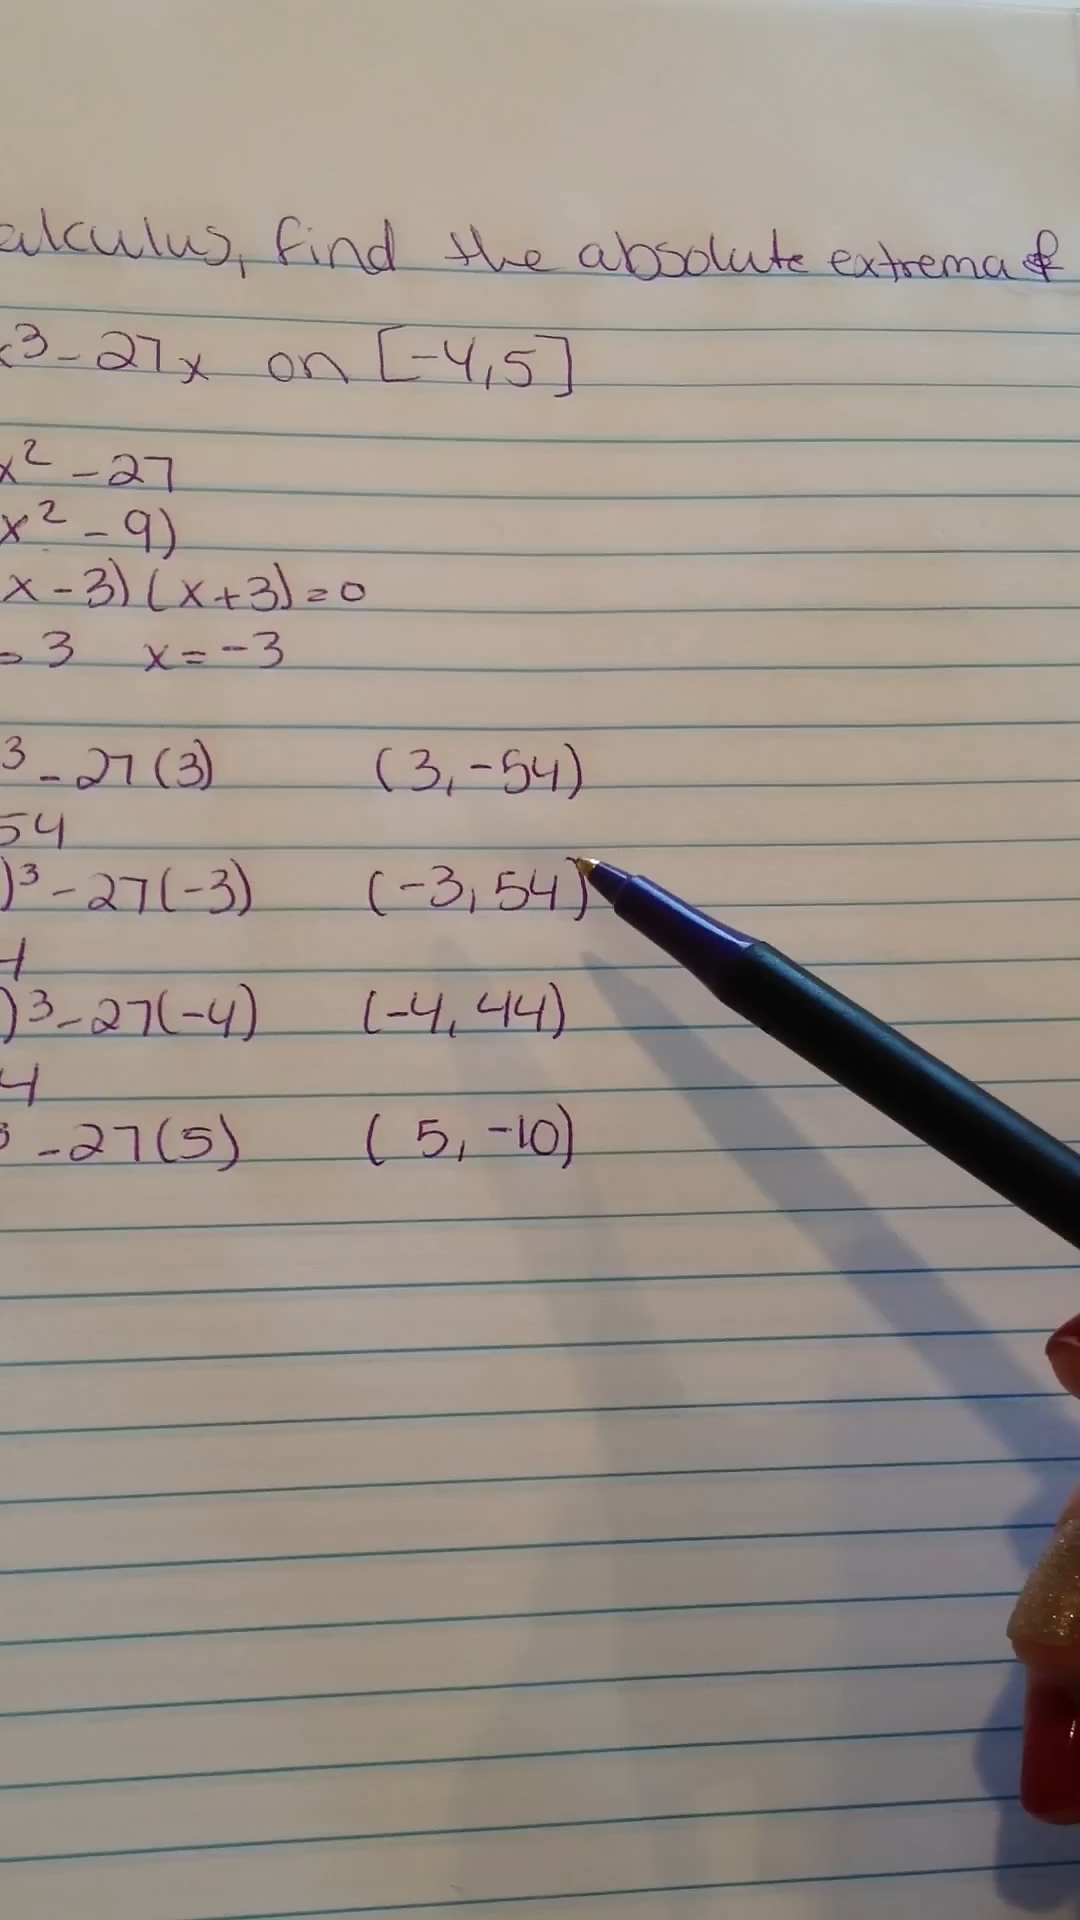 alculus, find the absolute extrema of
x³-27x on [-4,5]
x² -27
x² - 9)
x - 3)(x+3)=0
= 3 x = -3
3 - 27(3) (3, -54)
54
)³ - 27(-3) (-3, 54)
4
)³ - 27(-4) (-4, 44)
4
3 - 27(5) (5, -10)